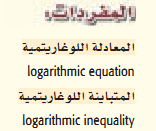 المفردات:
المعادلة اللوغاريتمية
logarithmic equation
المتباينة اللوغاريتمية
logarithmic inequality